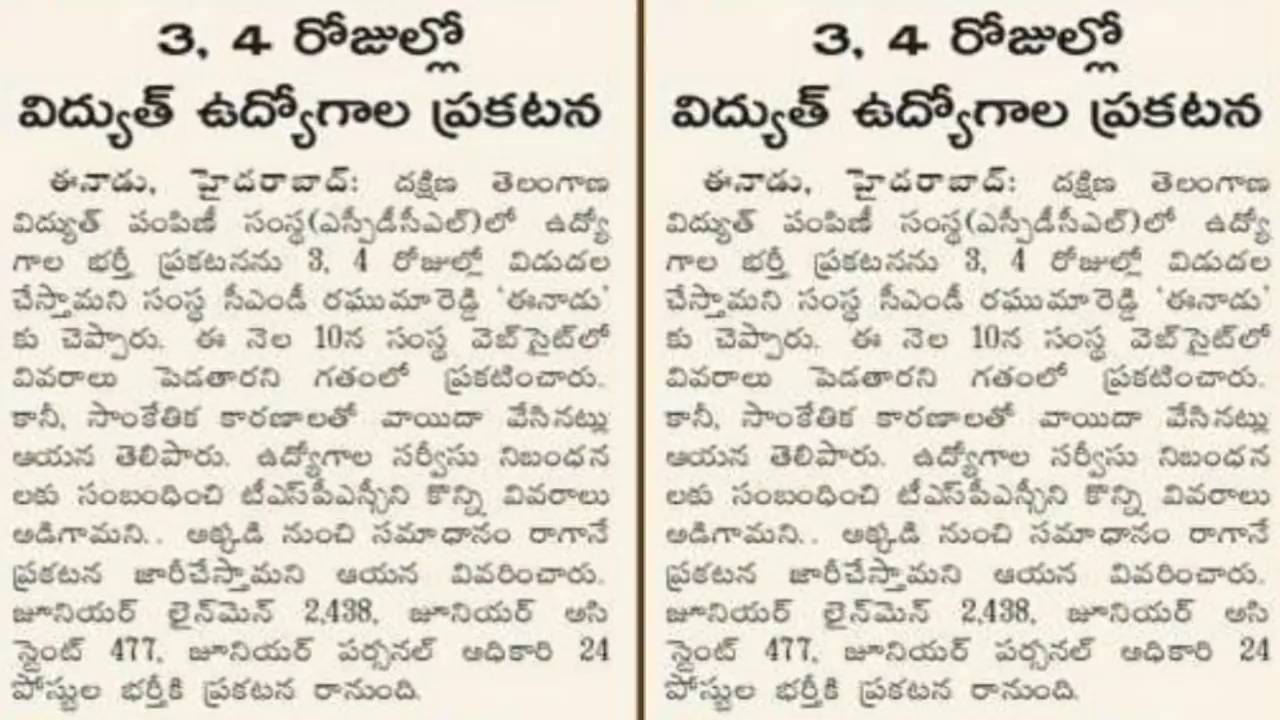 3, 4 రోజుల్లో
విద్యుత్ ఉద్యోగాల ప్రకటన
ఈనాడు, హైదరాబాద్: దక్షిణ తెలంగాణ
విద్యుత్ పంపిణీ సంస్థ(ఎస్పీడీసీఎల్)లో ఉద్యో
గాల భర్తీ ప్రకటనను 3, 4 రోజుల్లో విడుదల
చేస్తామని సంస్థ సీఎండీ రఘుమారెడ్డి 'ఈనాడు'
కు చెప్పారు. ఈ నెల 10న సంస్థ వెబ్‌సైట్‌లో
వివరాలు పెడతారని గతంలో ప్రకటించారు.
కానీ, సాంకేతిక కారణాలతో వాయిదా వేసినట్లు
ఆయన తెలిపారు. ఉద్యోగాల సర్వీసు నిబంధన
లకు సంబంధించి టీఎస్‌పీఎస్సీని కొన్ని వివరాలు
అడిగామని.. అక్కడి నుంచి సమాధానం రాగానే
ప్రకటన జారీచేస్తామని ఆయన వివరించారు.
జూనియర్ లైన్‌మెన్ 2,438, జూనియర్ అసి
స్టెంట్ 477, జూనియర్ పర్సనల్ అధికారి 24
పోస్టుల భర్తీకి ప్రకటన రానుంది.
3, 4 రోజుల్లో
విద్యుత్ ఉద్యోగాల ప్రకటన
ఈనాడు, హైదరాబాద్: దక్షిణ తెలంగాణ
విద్యుత్ పంపిణీ సంస్థ(ఎస్పీడీసీఎల్)లో ఉద్యో
గాల భర్తీ ప్రకటనను 3, 4 రోజుల్లో విడుదల
చేస్తామని సంస్థ సీఎండీ రఘుమారెడ్డి 'ఈనాడు'
కు చెప్పారు. ఈ నెల 10న సంస్థ వెబ్‌సైట్‌లో
వివరాలు పెడతారని గతంలో ప్రకటించారు.
కానీ, సాంకేతిక కారణాలతో వాయిదా వేసినట్లు
ఆయన తెలిపారు. ఉద్యోగాల సర్వీసు నిబంధన
లకు సంబంధించి టీఎస్‌పీఎస్సీని కొన్ని వివరాలు
అడిగామని.. అక్కడి నుంచి సమాధానం రాగానే
ప్రకటన జారీచేస్తామని ఆయన వివరించారు.
జూనియర్ లైన్‌మెన్ 2,438, జూనియర్ అసి
స్టెంట్ 477, జూనియర్ పర్సనల్ అధికారి 24
పోస్టుల భర్తీకి ప్రకటన రానుంది.